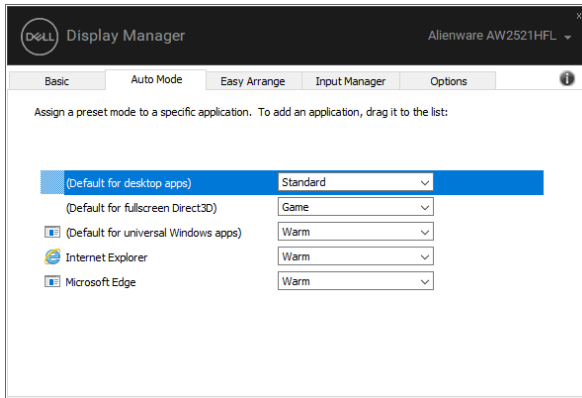 DELL Display Manager Alienware AW2521HFL
Basic Auto Mode Easy Arrange Input Manager Options
Assign a preset mode to a specific application. To add an application, drag it to the list:
(Default for desktop apps) Standard
(Default for fullscreen Direct3D) Game
(Default for universal Windows apps) Warm
Internet Explorer Warm
Microsoft Edge Warm